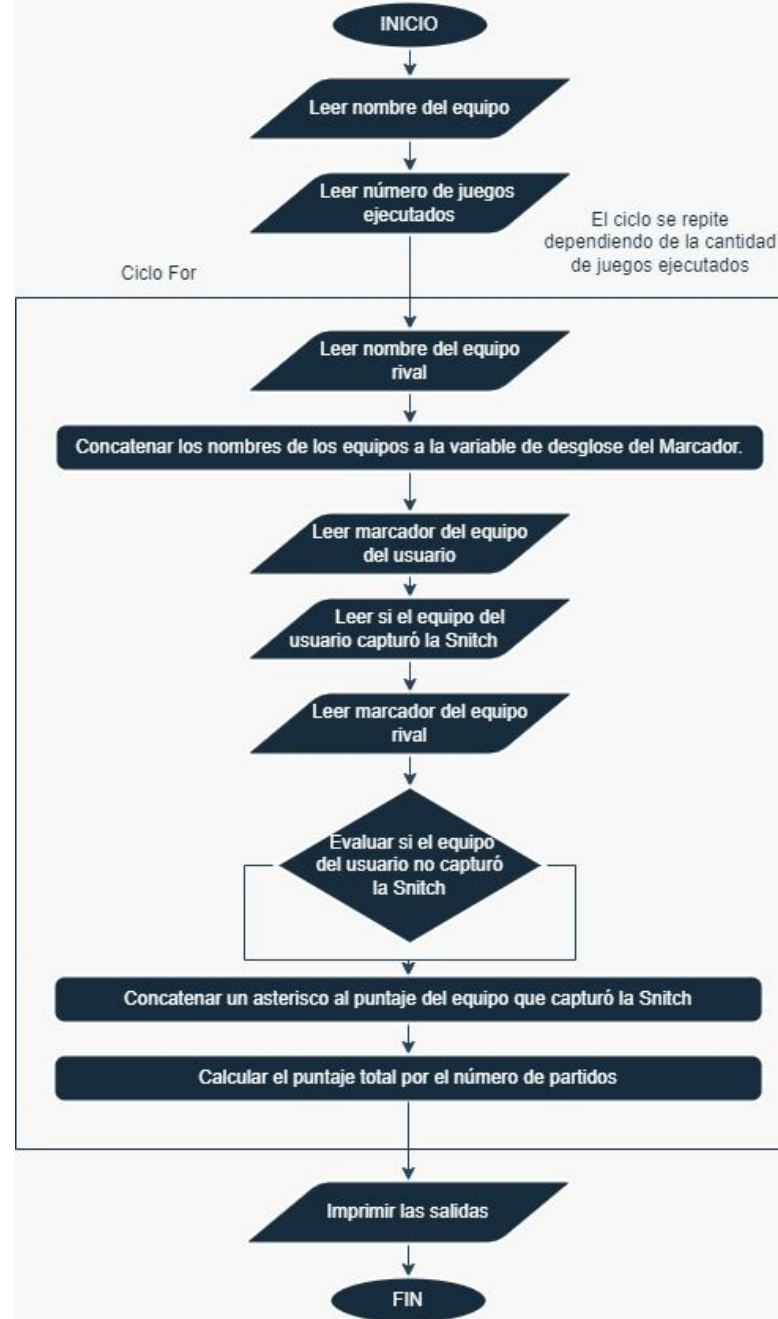 INICIO
Leer nombre del equipo
Leer número de juegos
ejecutados
El ciclo se repite
dependiendo de la cantidad
de juegos ejecutados
Ciclo For
Leer nombre del equipo
rival
Concatenar los nombres de los equipos a la variable de desglose del Marcador.
Leer marcador del equipo
del usuario
Leer si el equipo del
usuario capturó la Snitch
Leer marcador del equipo
rival
Evaluar si el equipo
del usuario no capturó
la Snitch
Concatenar un asterisco al puntaje del equipo que capturó la Snitch
Calcular el puntaje total por el número de partidos
Imprimir las salidas
FIN